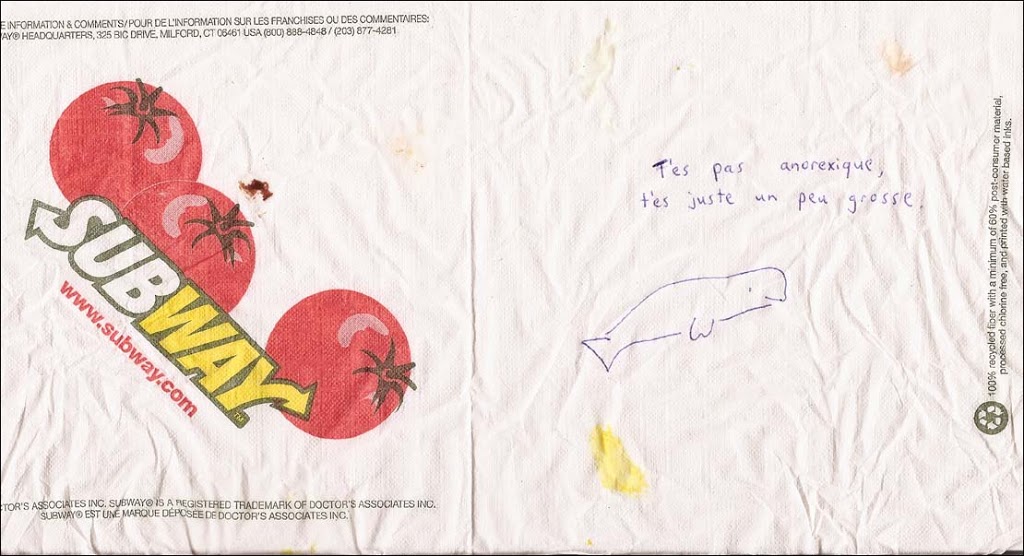 E INFORMATION & COMMENTS/POUR DE L'INFORMATION SUR LES FRANCHISES OU DES COMMENTAIRES:
AY® HEADQUARTERS, 325 BIC DRIVE, MILFORD, CT 06461 USA (800) 888-4848 / (203) 877-4281
SUBWAY™
www.subway.com
CTOR'S ASSOCIATES INC. SUBWAY® IS A REGISTERED TRADEMARK OF DOCTOR'S ASSOCIATES INC.
SUBWAY® EST UNE MARQUE DÉPOSÉE DE DOCTOR'S ASSOCIATES INC.
T'es pas anorexique,
t'es juste un peu grosse.
100% recycled fiber with a minimum of 60% post-consumor material,
processed chlorine free, and printed with water based inks.